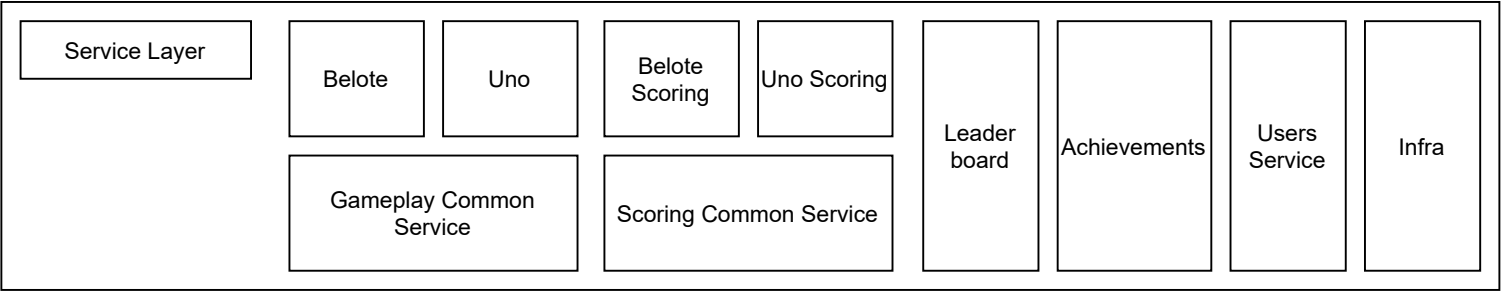 Service Layer
Belote
Uno
Belote
Scoring
Uno Scoring
Gameplay Common
Service
Scoring Common Service
Leader
board
Achievements
Users
Service
Infra